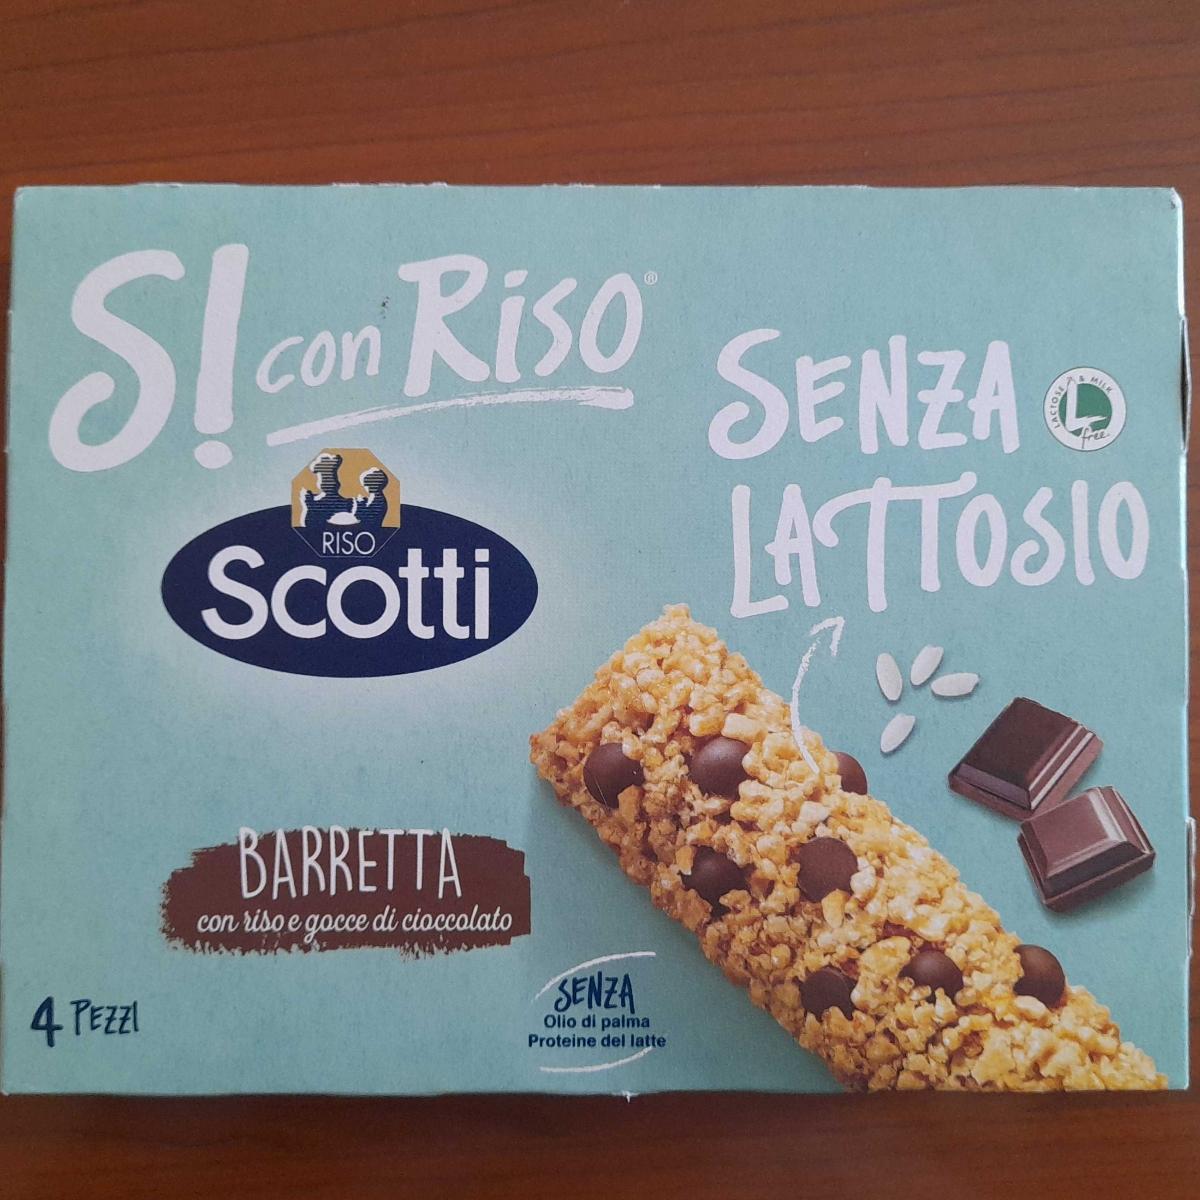 S! con Riso®
SENZA
LATTOSIO
LACTOSE & MILK
free
RISO
Scotti
BARRETTA
con riso e gocce di cioccolato
4 PEZZI
SENZA
Olio di palma
Proteine del latte